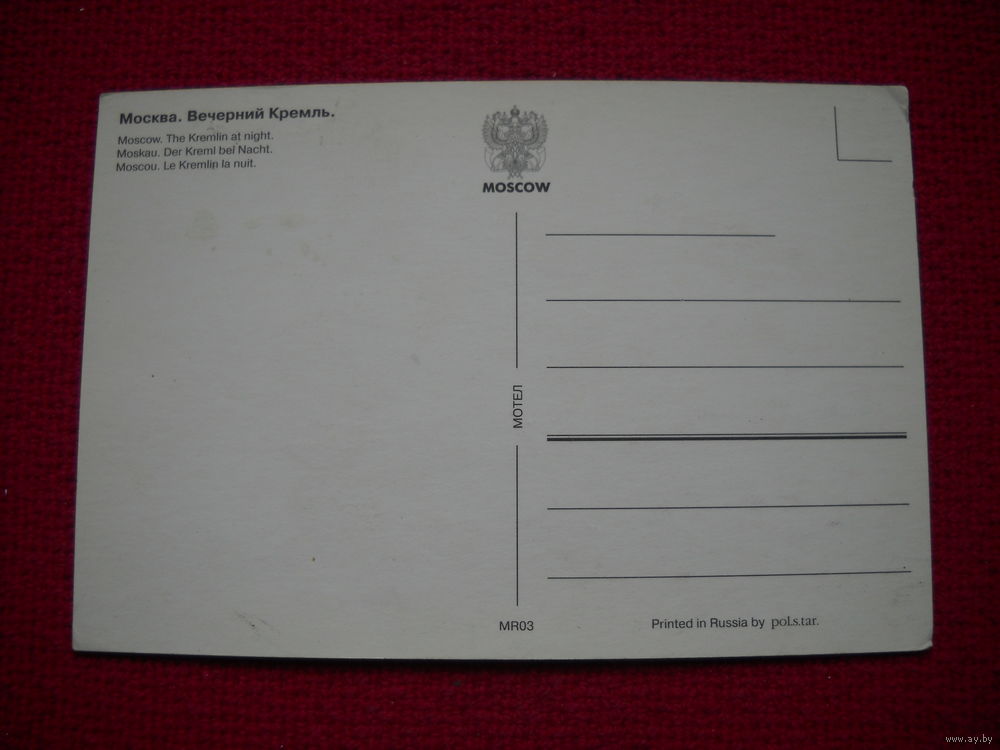 Москва. Вечерний Кремль.
Moscow. The Kremlin at night.
Moskau. Der Kreml bei Nacht.
Moscou. Le Kremlin la nuit.
MOSCOW
МОТЕЛ
MR03
Printed in Russia by pol.s.tar.
www.ay.by